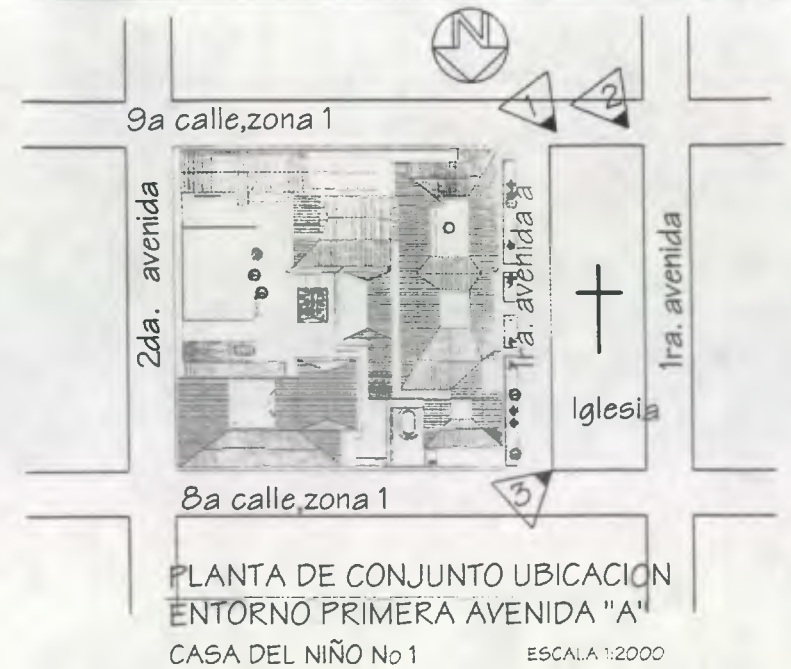 N
1
2
9a calle,zona 1
2da. avenida
1ra. avenida a
1ra. avenida
Iglesia
3
8a calle,zona 1
PLANTA DE CONJUNTO UBICACION
ENTORNO PRIMERA AVENIDA "A"
CASA DEL NIÑO No 1
ESCALA 1:2000